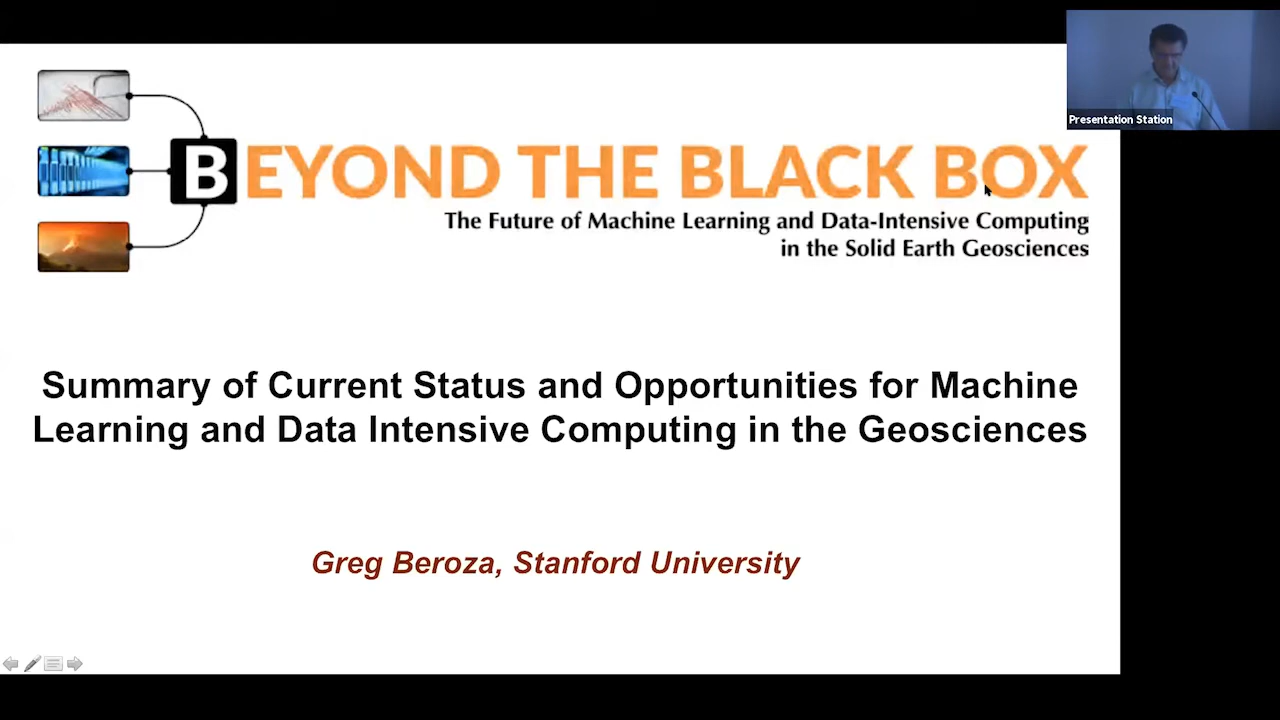 Presentation Station
BEYOND THE BLACK BOX
The Future of Machine Learning and Data-Intensive Computing
in the Solid Earth Geosciences
Summary of Current Status and Opportunities for Machine
Learning and Data Intensive Computing in the Geosciences
Greg Beroza, Stanford University